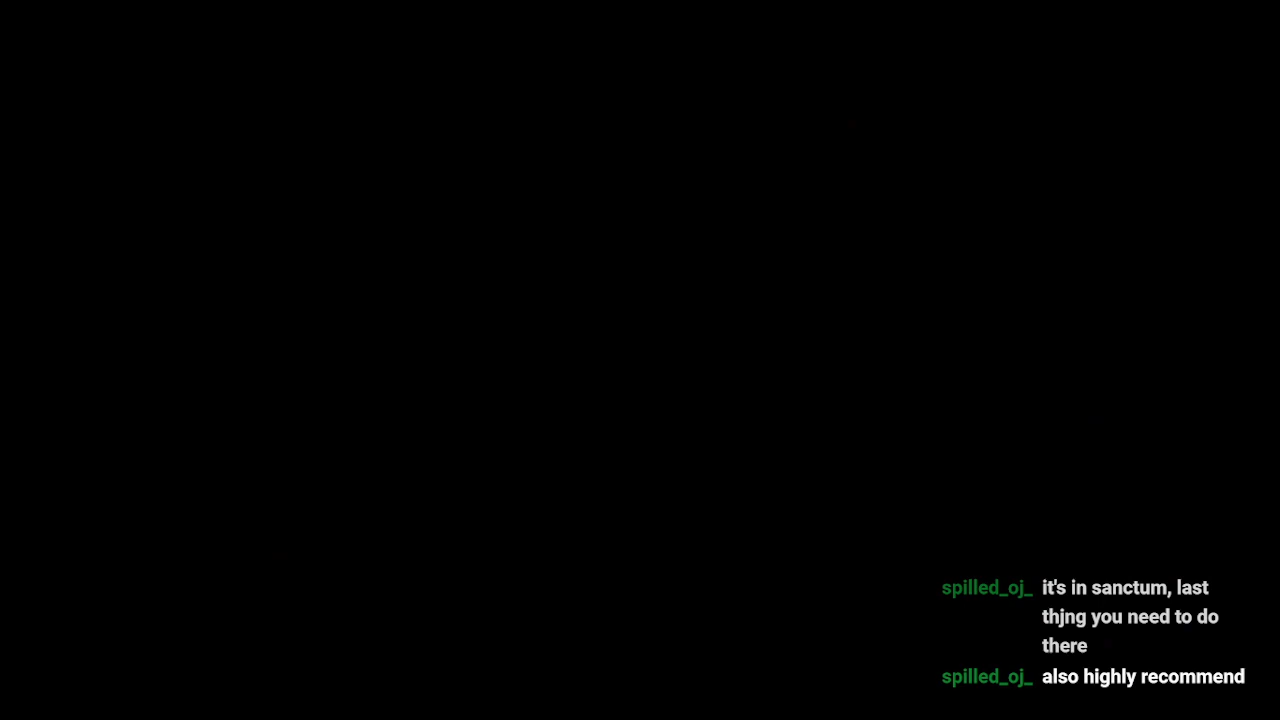 spilled_oj_ it's in sanctum, last
thjng you need to do
there
spilled_oj_ also highly recommend